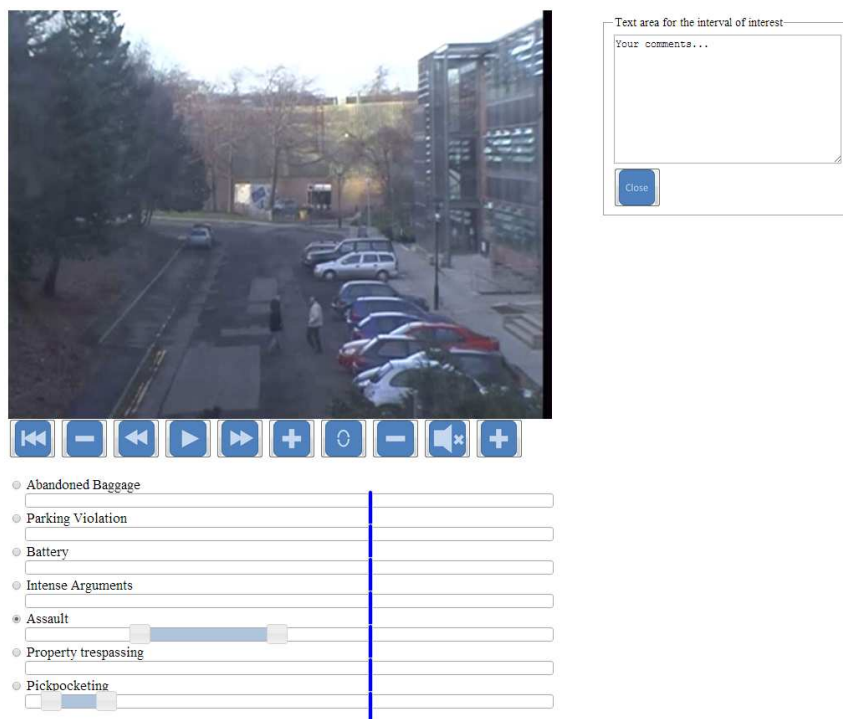 Text area for the interval of interest
Your comments...
Close
Abandoned Baggage
Parking Violation
Battery
Intense Arguments
Assault
Property trespassing
Pickpocketing